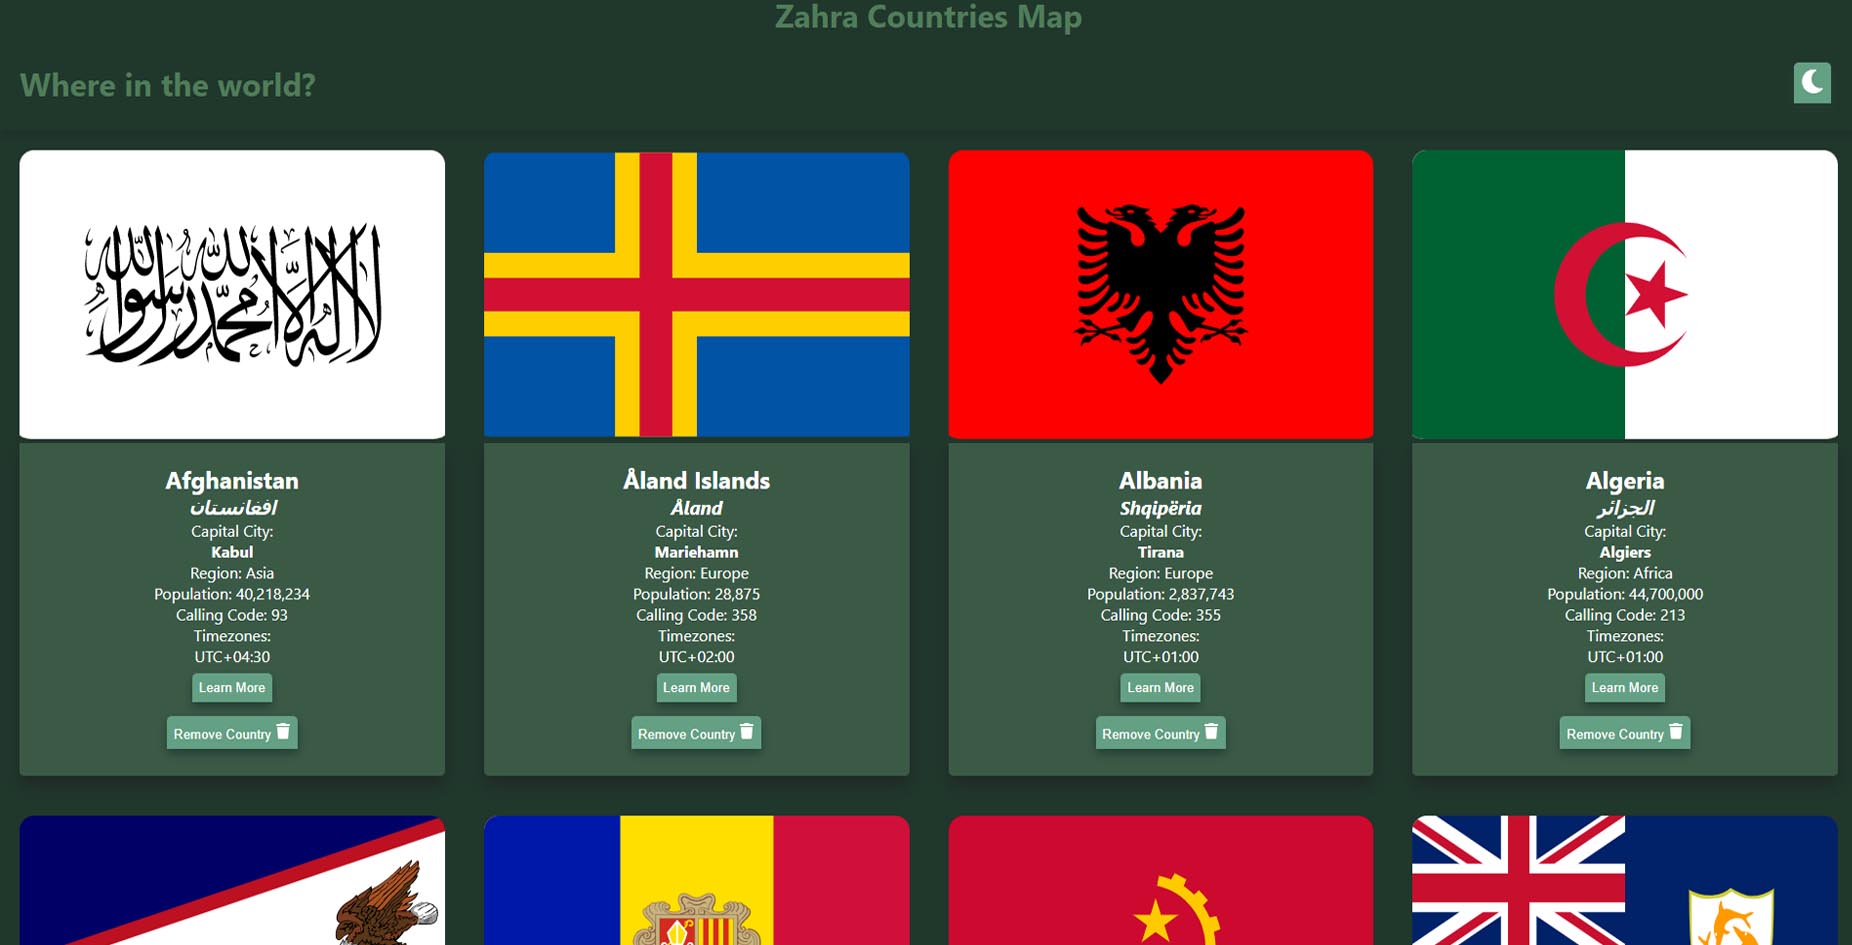 Zahra Countries Map
Where in the world?
لا إله إلا الله محمد رسول الله
Afghanistan
افغانستان
Capital City:
Kabul
Region: Asia
Population: 40,218,234
Calling Code: 93
Timezones:
UTC+04:30
Learn More
Remove Country
Åland Islands
Åland
Capital City:
Mariehamn
Region: Europe
Population: 28,875
Calling Code: 358
Timezones:
UTC+02:00
Learn More
Remove Country
Albania
Shqipëria
Capital City:
Tirana
Region: Europe
Population: 2,837,743
Calling Code: 355
Timezones:
UTC+01:00
Learn More
Remove Country
Algeria
الجزائر
Capital City:
Algiers
Region: Africa
Population: 44,700,000
Calling Code: 213
Timezones:
UTC+01:00
Learn More
Remove Country